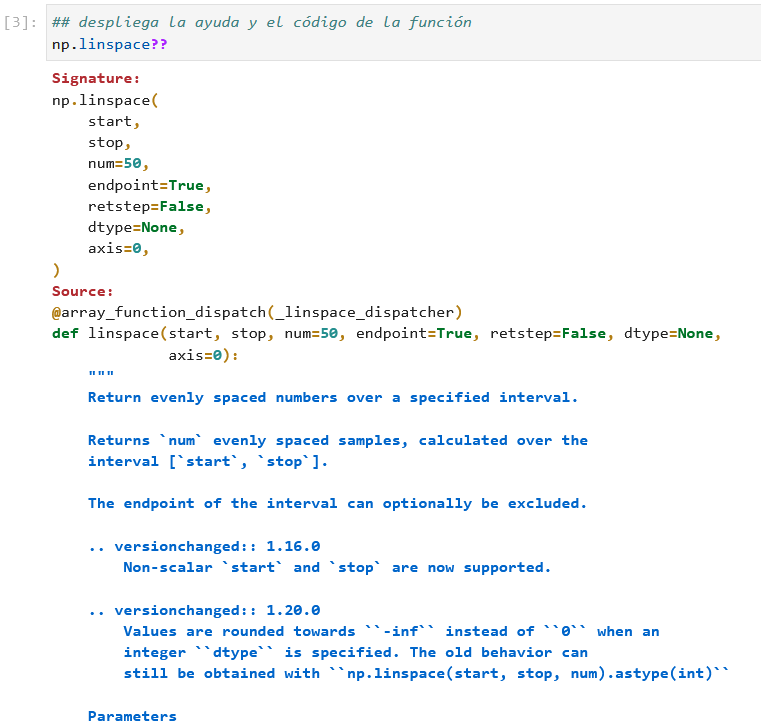 [3]: ## despliega la ayuda y el código de la función
np.linspace??
Signature:
np.linspace(
    start,
    stop,
    num=50,
    endpoint=True,
    retstep=False,
    dtype=None,
    axis=0,
)
Source:
@array_function_dispatch(_linspace_dispatcher)
def linspace(start, stop, num=50, endpoint=True, retstep=False, dtype=None,
             axis=0):
    """
    Return evenly spaced numbers over a specified interval.

    Returns `num` evenly spaced samples, calculated over the
    interval [`start`, `stop`].

    The endpoint of the interval can optionally be excluded.

    .. versionchanged:: 1.16.0
        Non-scalar `start` and `stop` are now supported.

    .. versionchanged:: 1.20.0
        Values are rounded towards ``-inf`` instead of ``0`` when an
        integer ``dtype`` is specified. The old behavior can
        still be obtained with ``np.linspace(start, stop, num).astype(int)``

    Parameters